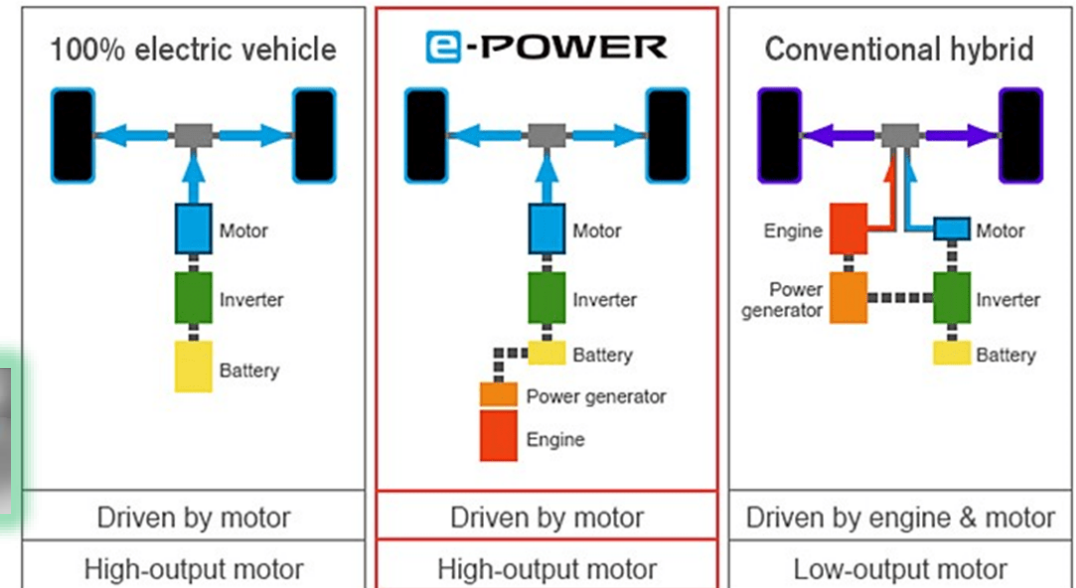 100% electric vehicle
Motor
Inverter
Battery
Driven by motor
High-output motor
e-POWER
Motor
Inverter
Battery
Power generator
Engine
Driven by motor
High-output motor
Conventional hybrid
Engine
Motor
Power
generator
Inverter
Battery
Driven by engine & motor
Low-output motor